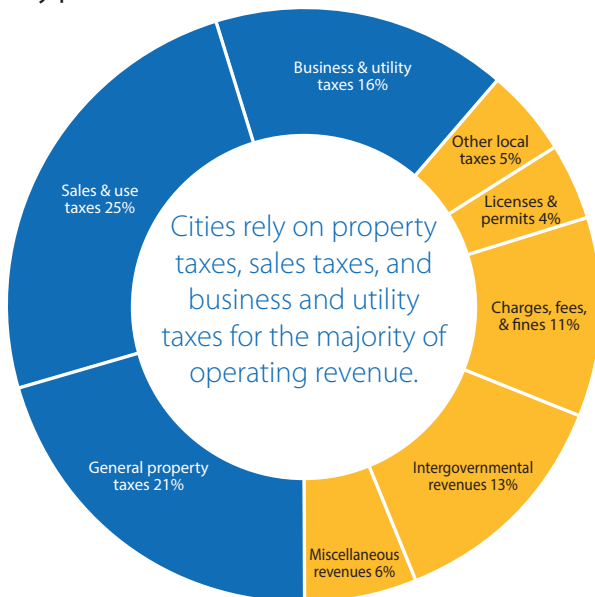 Business & utility
taxes 16%
Other local
taxes 5%
Licenses &
permits 4%
Charges, fees,
& fines 11%
Intergovernmental
revenues 13%
Miscellaneous
revenues 6%
General property
taxes 21%
Sales & use
taxes 25%
Cities rely on property
taxes, sales taxes, and
business and utility
taxes for the majority of
operating revenue.